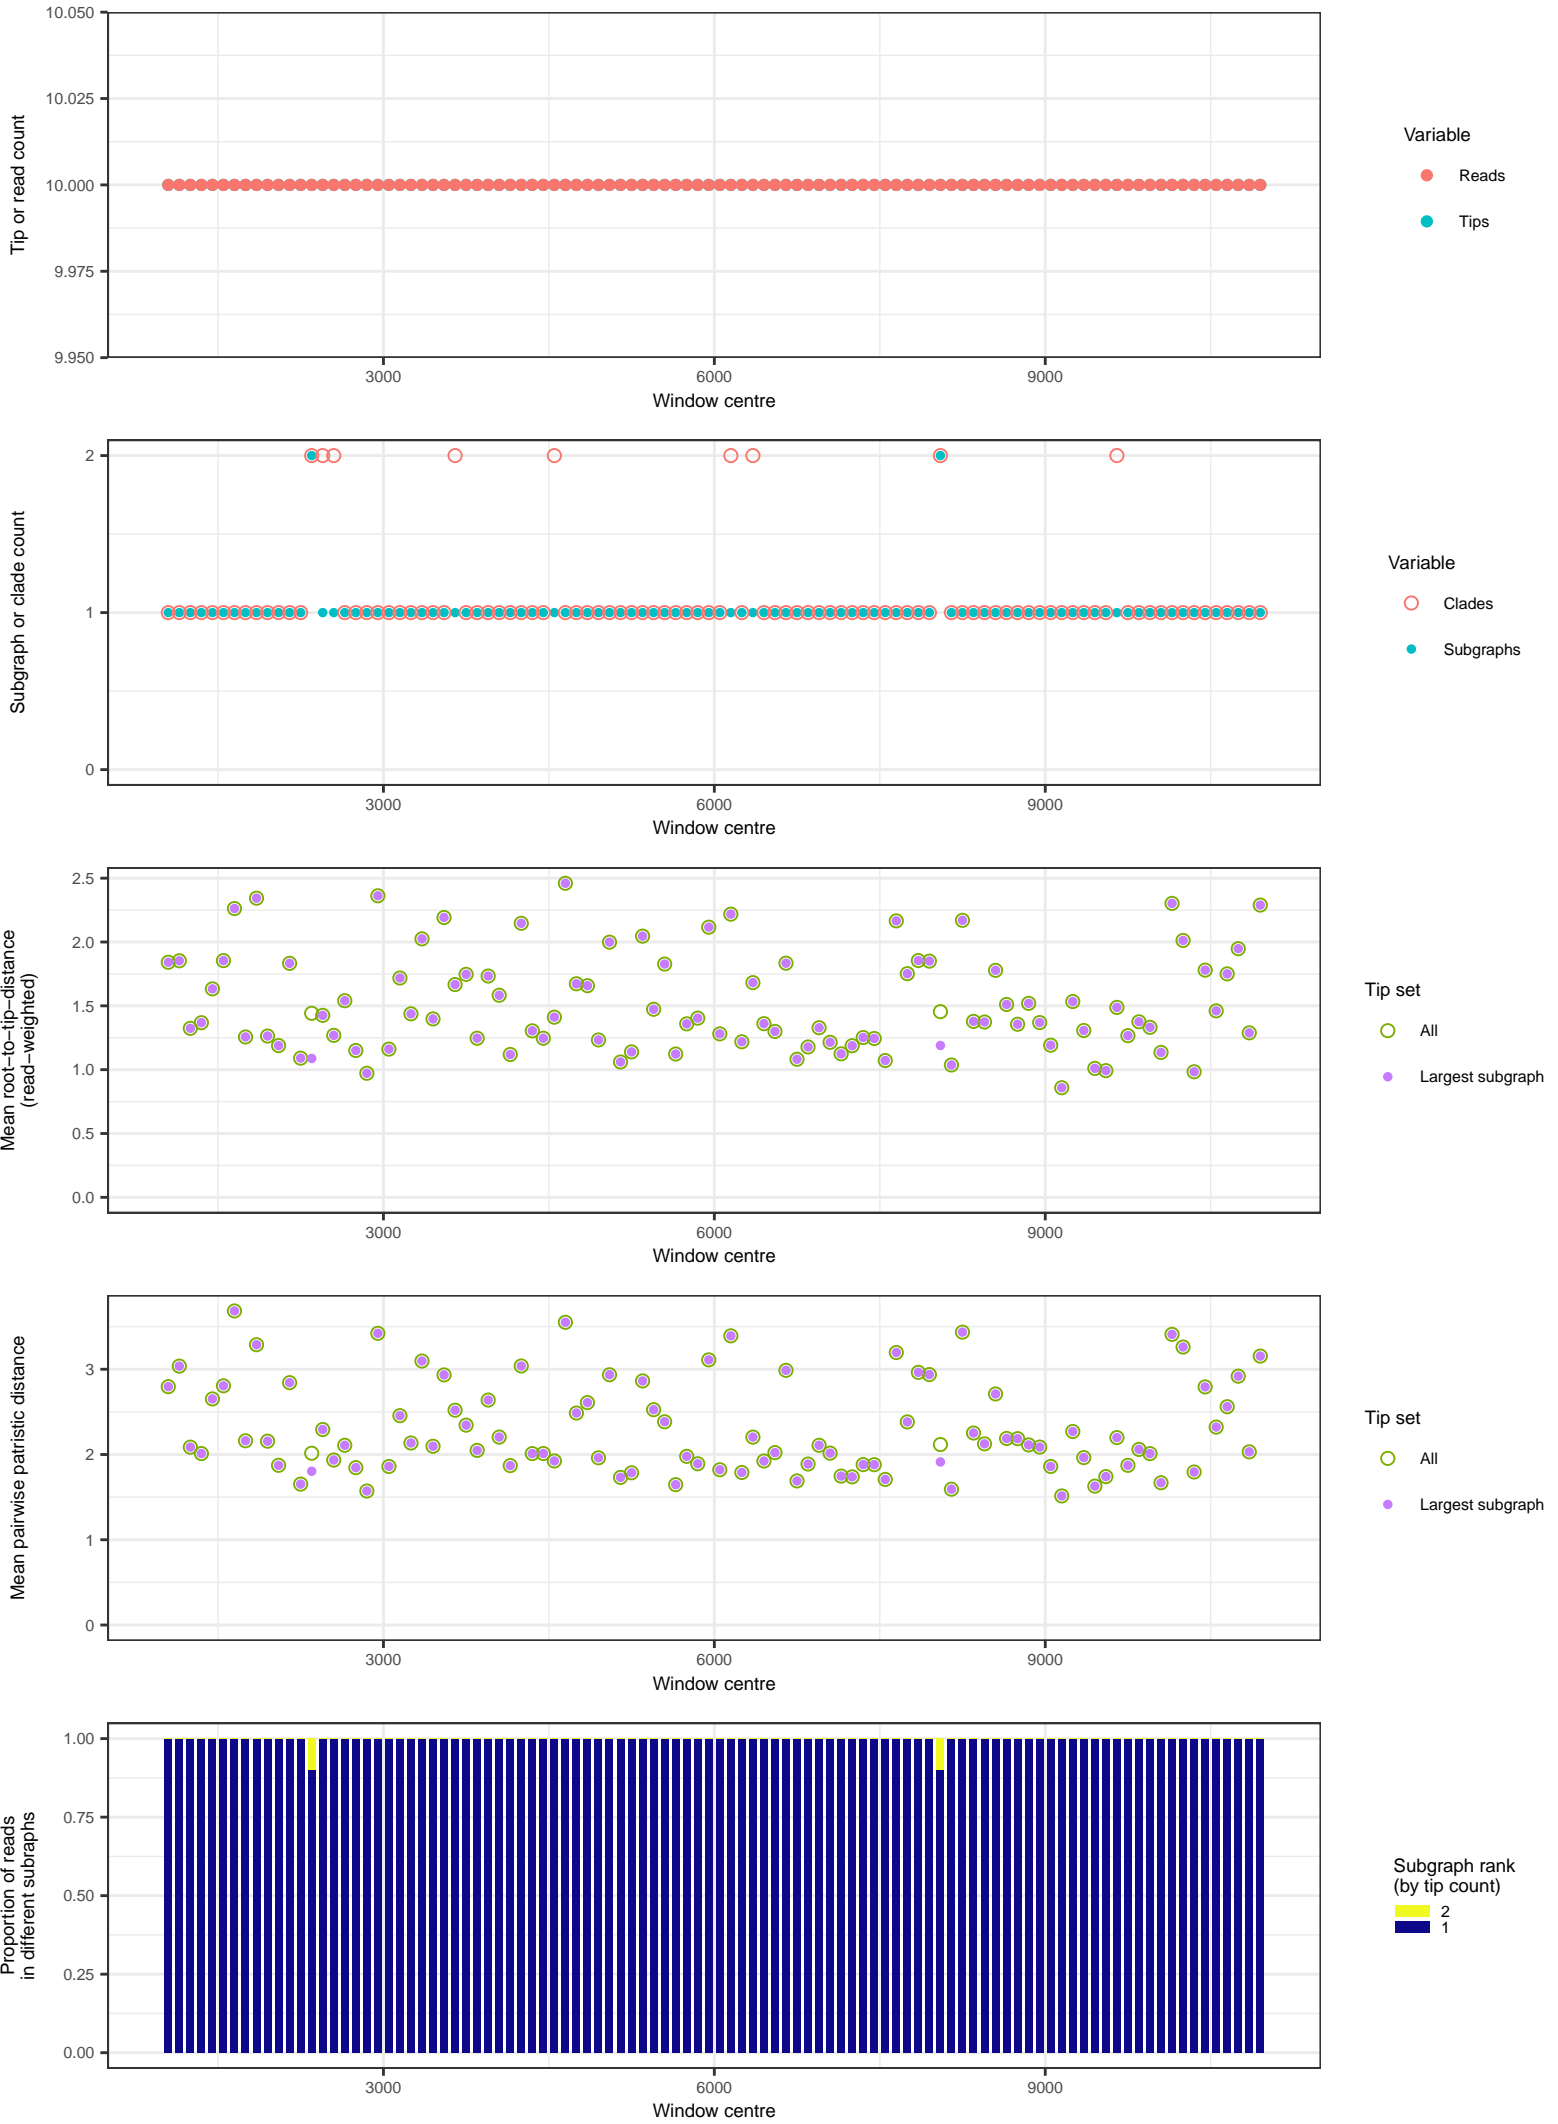 10.050
10.025
10.000
9.975
9.950
Tip or read count
3000
6000
9000
Window centre
Variable
Reads
Tips
2
1
0
Subgraph or clade count
3000
6000
9000
Window centre
Variable
Clades
Subgraphs
2.5
2.0
1.5
1.0
0.5
0.0
Mean root−to−tip−distance
(read−weighted)
3000
6000
9000
Window centre
Tip set
All
Largest subgraph
3
2
1
0
Mean pairwise patristic distance
3000
6000
9000
Window centre
Tip set
All
Largest subgraph
1.00
0.75
0.50
0.25
0.00
Proportion of reads
in different subraphs
3000
6000
9000
Window centre
Subgraph rank
(by tip count)
2
1